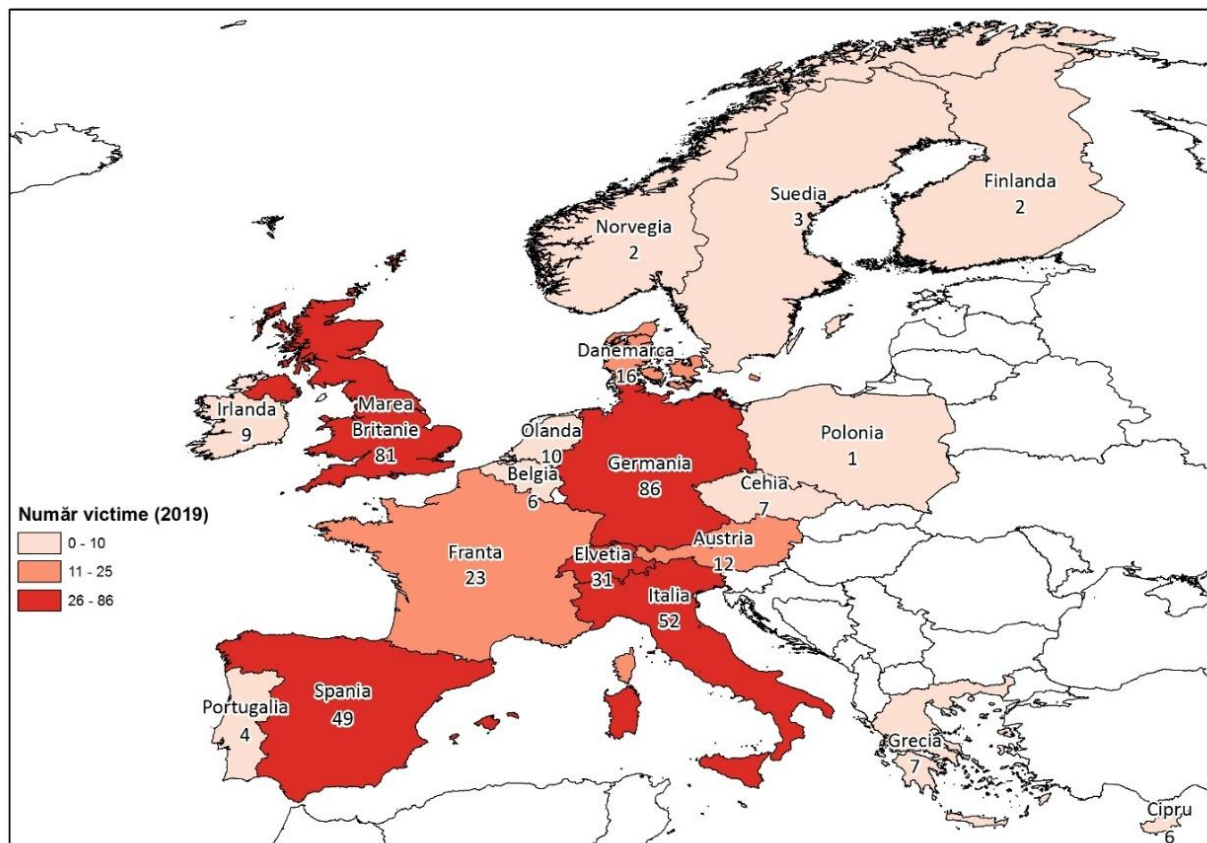 Norvegia
2
Suedia
3
Finlanda
2
Danemarca
16
Irlanda
9
Marea
Britanie
81
Olanda
10
Belgia
6
Germania
86
Polonia
1
Cehia
7
Număr victime (2019)
0 - 10
11 - 25
26 - 86
Franta
23
Elvetia
31
Austria
12
Italia
52
Portugalia
4
Spania
49
Grecia
7
Cipru
6